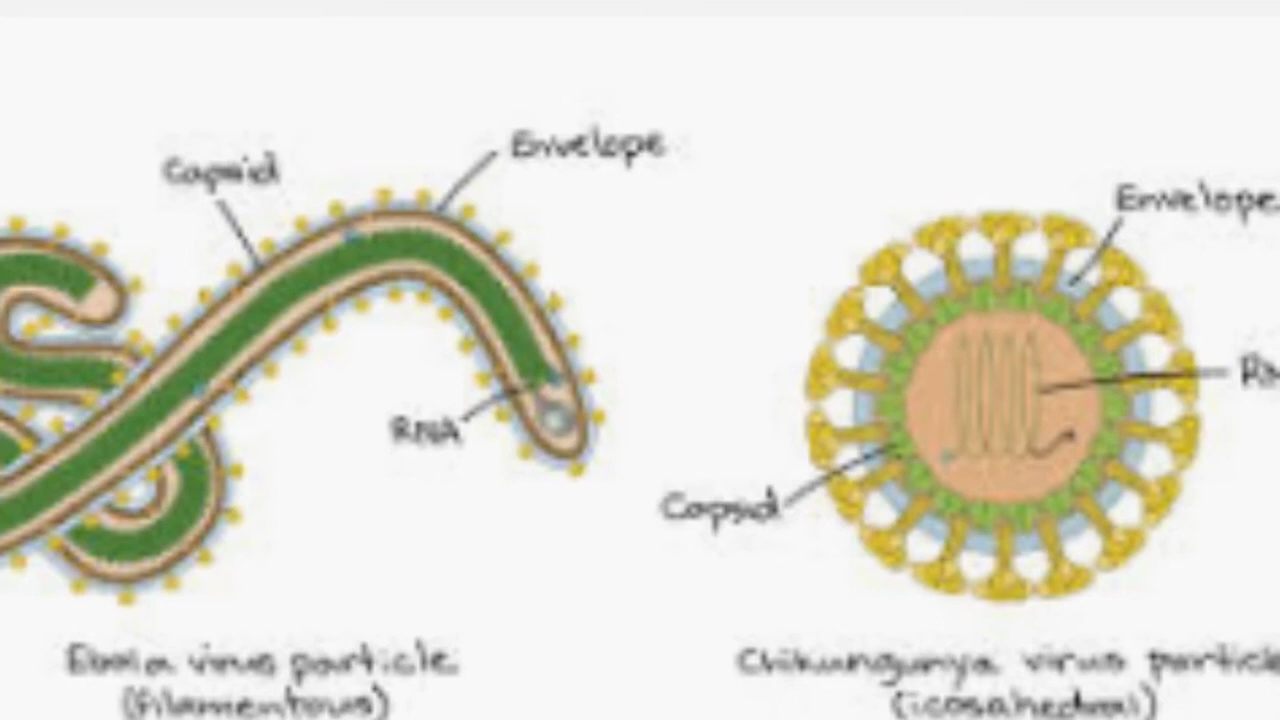 Capsid
Envelope
RNA
Ebola virus particle
(filamentous)
Envelope
Capsid
Chikungunya virus particle
(icosahedral)